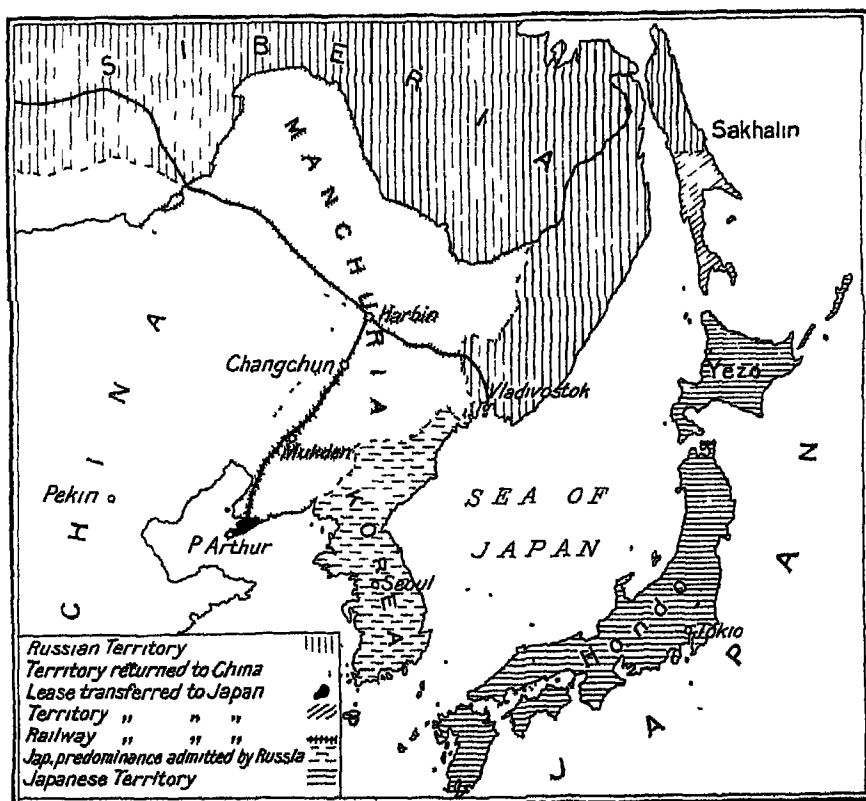 SIBERIA
Sakhalin
MANCHURIA
Harbin
Changchun
Yezo
Vladivostok
Mukden
CHINA
Pekin
SEA OF
JAPAN
P Arthur
KOREA
Seoul
Hondo
Tokio
JAPAN
Russian Territory
Territory returned to China
Lease transferred to Japan
Territory „ „ „
Railway „ „ „
Jap. predominance admitted by Russia
Japanese Territory